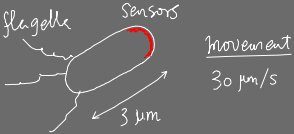 flagella
sensors
movement
30 μm/s
3 μm